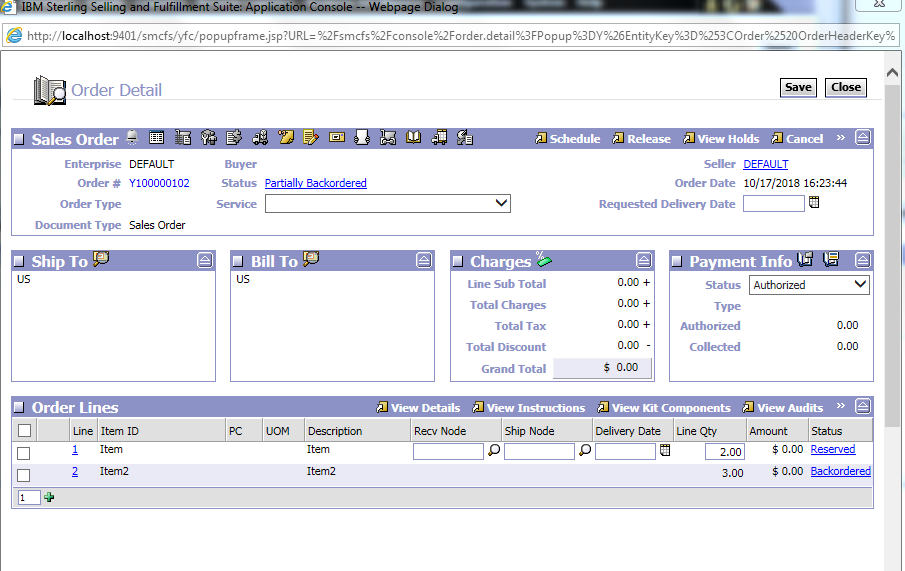 IBM Sterling Selling and Fulfillment Suite: Application Console -- Webpage Dialog
http://localhost:9401/smcfs/yfc/popupframe.jsp?URL=%2Fsmcfs%2Fconsole%2Forder.detail%3FPopup%3DY%26EntityKey%3D%253COrder%2520OrderHeaderKey%
Order Detail
Save Close
Sales Order Schedule Release View Holds Cancel »
Enterprise DEFAULT Buyer Seller DEFAULT
Order # Y100000102 Status Partially Backordered Order Date 10/17/2018 16:23:44
Order Type Service Requested Delivery Date
Document Type Sales Order
Ship To
US
Bill To
US
Charges %
Line Sub Total 0.00 +
Total Charges 0.00 +
Total Tax 0.00 +
Total Discount 0.00 -
Grand Total $ 0.00
Payment Info
Status Authorized
Type
Authorized 0.00
Collected 0.00
Order Lines View Details View Instructions View Kit Components View Audits »
Line Item ID PC UOM Description Recv Node Ship Node Delivery Date Line Qty Amount Status
1 Item Item 2.00 $ 0.00 Reserved
2 Item2 Item2 3.00 $ 0.00 Backordered
1